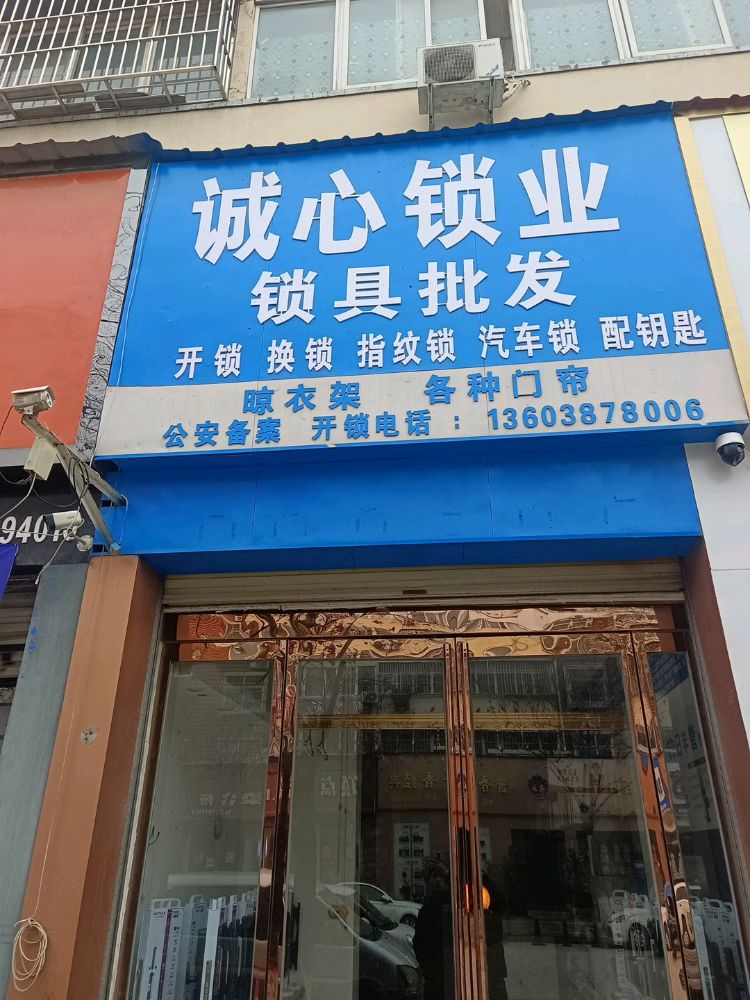 诚心锁业
锁具批发
开锁 换锁 指纹锁 汽车锁 配钥匙
晾衣架 各种门帘
公安备案 开锁电话：13603878006